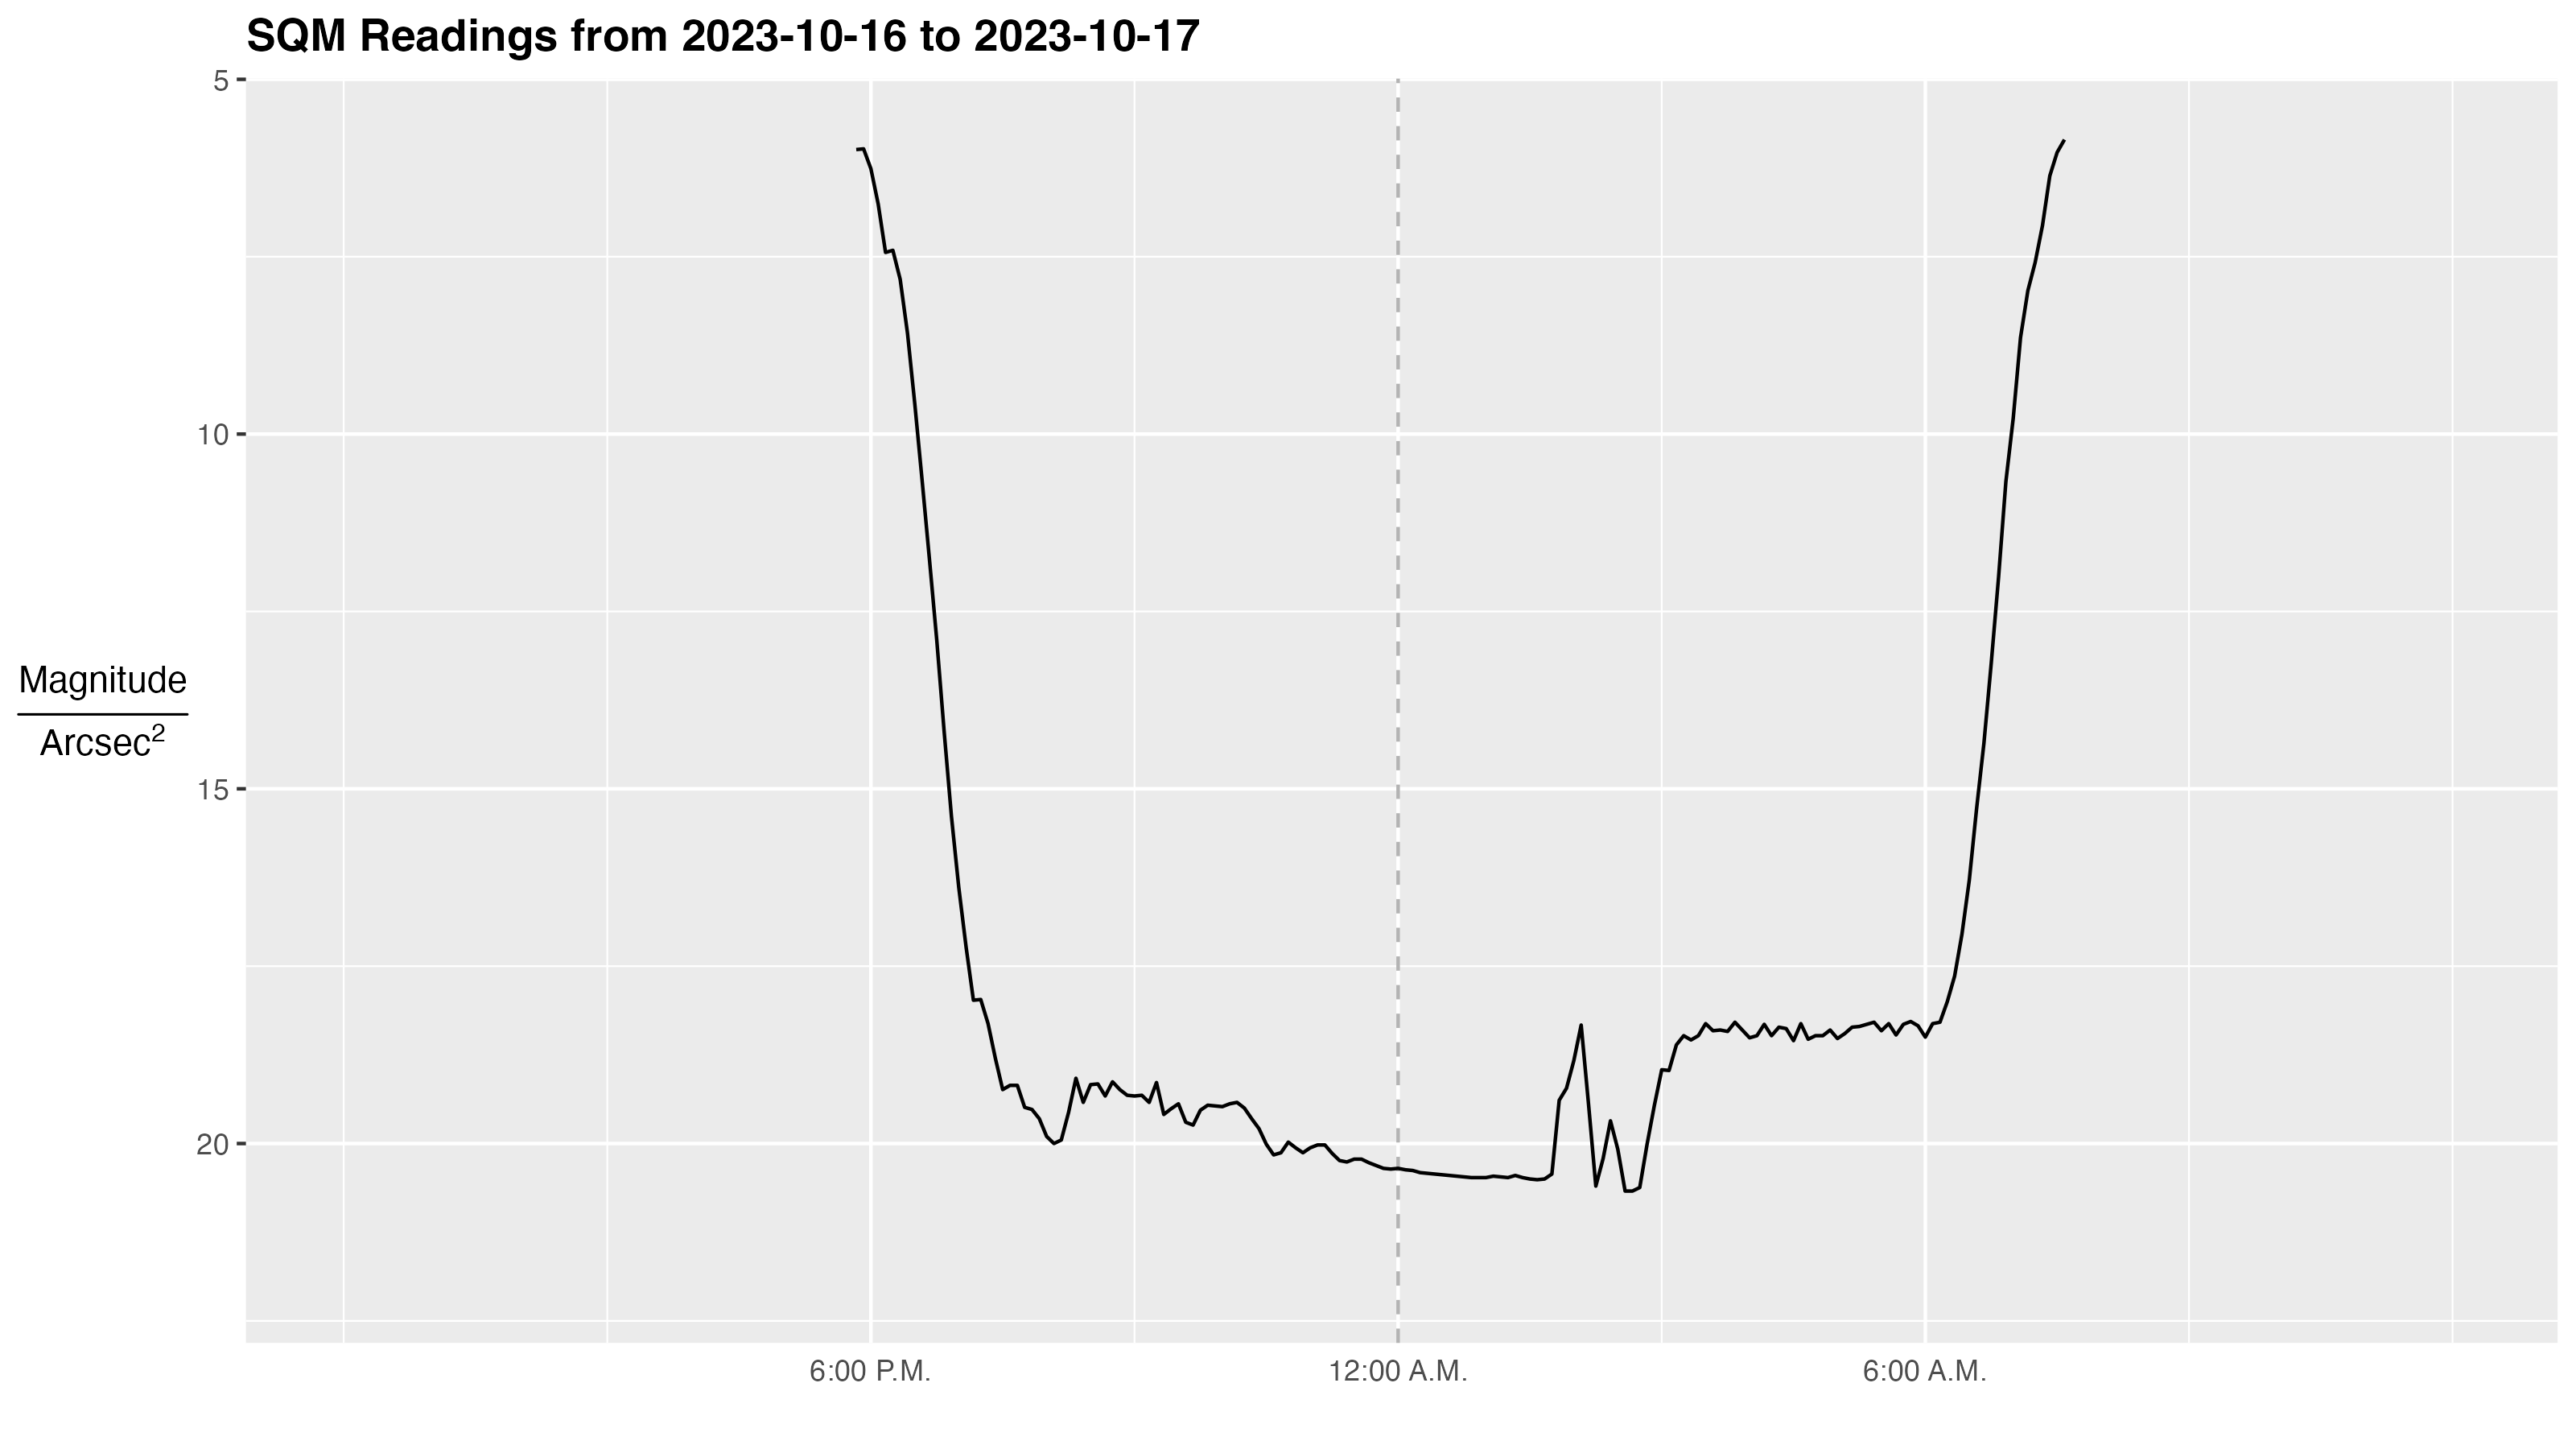 SQM Readings from 2023-10-16 to 2023-10-17
5
10
15
20
Magnitude
Arcsec²
6:00 P.M.
12:00 A.M.
6:00 A.M.